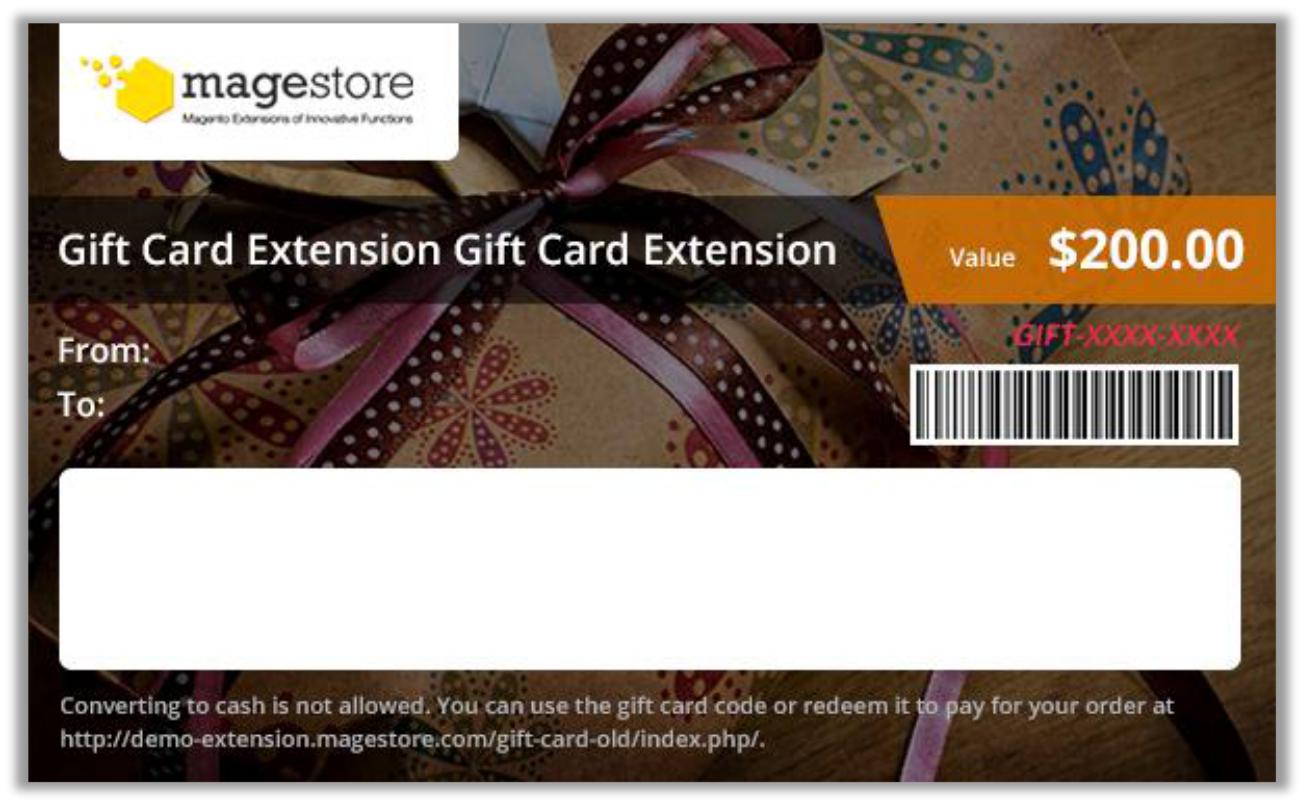 magestore
Magento Extensions of Innovative Functions
Gift Card Extension Gift Card Extension
Value $200.00
GIFT-XXXX-XXXX
From:
To:
Converting to cash is not allowed. You can use the gift card code or redeem it to pay for your order at
http://demo-extension.magestore.com/gift-card-old/index.php/.